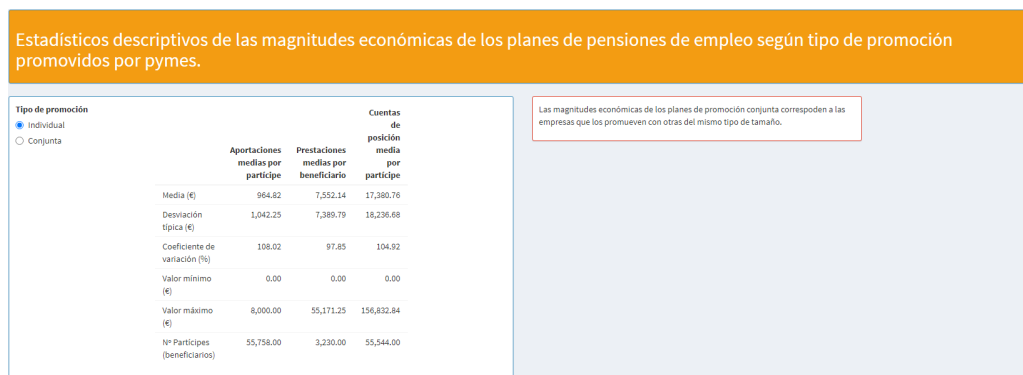 Estadísticos descriptivos de las magnitudes económicas de los planes de pensiones de empleo según tipo de promoción
promovidos por pymes.
Tipo de promoción
Individual
Conjunta
Aportaciones
medias por
partícipe
Prestaciones
medias por
beneficiario
Cuentas
de
posición
media
por
partícipe
Media (€) 964.82 7,552.14 17,380.76
Desviación
típica (€) 1,042.25 7,389.79 18,236.68
Coeficiente de
variación (%) 108.02 97.85 104.92
Valor mínimo
(€) 0.00 0.00 0.00
Valor máximo
(€) 8,000.00 55,171.25 156,832.84
Nº Partícipes
(beneficiarios) 55,758.00 3,230.00 55,544.00
Las magnitudes económicas de los planes de promoción conjunta correspoden a las
empresas que los promueven con otras del mismo tipo de tamaño.